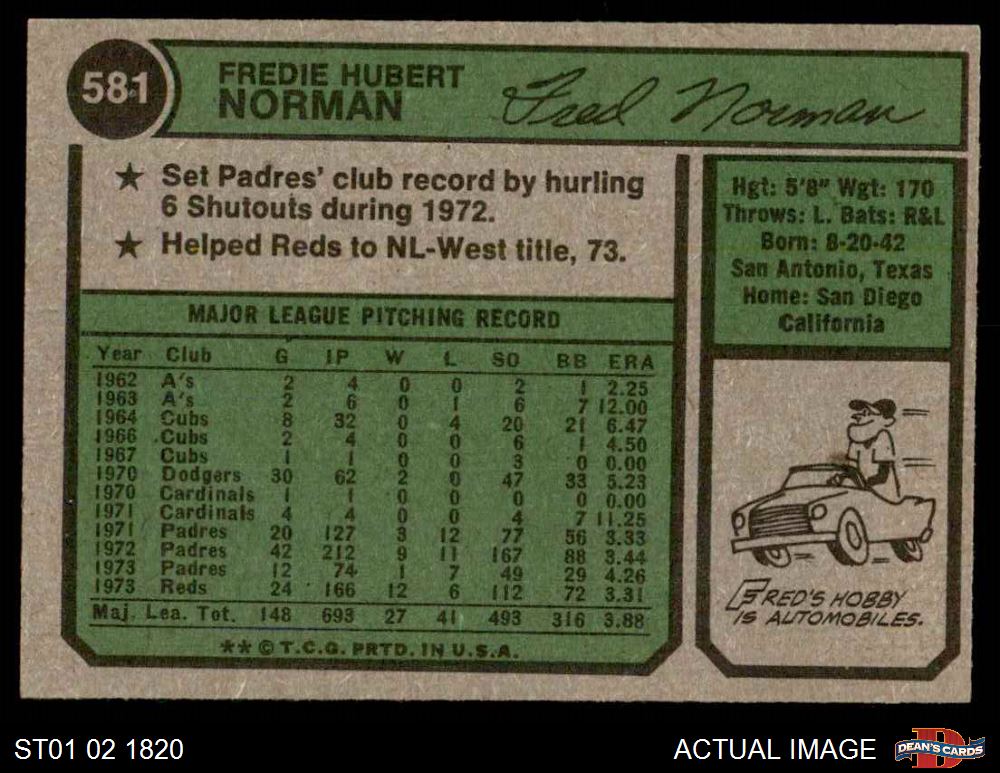 581
FREDIE HUBERT
NORMAN
Fred Norman
★ Set Padres' club record by hurling
6 Shutouts during 1972.
★ Helped Reds to NL-West title, 73.
Hgt: 5'8" Wgt: 170
Throws: L. Bats: R&L
Born: 8-20-42
San Antonio, Texas
Home: San Diego
California
MAJOR LEAGUE PITCHING RECORD
Year Club G IP W L SO BB ERA
1962 A's 2 4 0 0 2 1 2.25
1963 A's 2 6 0 1 6 7 12.00
1964 Cubs 8 32 0 4 20 21 6.47
1966 Cubs 2 4 0 0 6 1 4.50
1967 Cubs 1 1 0 0 3 0 0.00
1970 Dodgers 30 62 2 0 47 33 5.23
1970 Cardinals 1 1 0 0 0 0 0.00
1971 Cardinals 4 4 0 0 4 7 11.25
1971 Padres 20 127 3 12 77 56 3.33
1972 Padres 42 212 9 11 167 88 3.44
1973 Padres 12 74 1 7 49 29 4.26
1973 Reds 24 166 12 6 112 72 3.31
Maj. Lea. Tot. 148 693 27 41 493 316 3.88
** © T.C.G. PRTD. IN U.S.A.
FRED'S HOBBY
IS AUTOMOBILES.
ST01 02 1820
ACTUAL IMAGE
DEAN'S CARDS